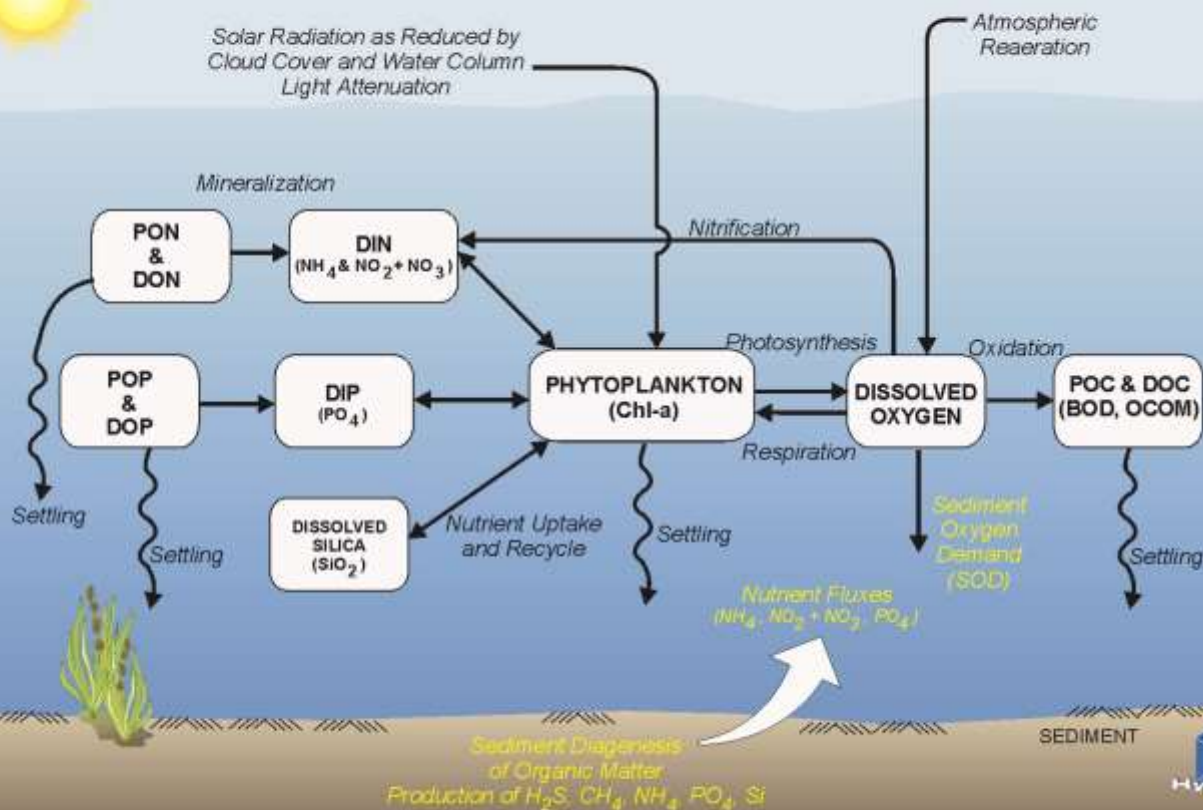 Solar Radiation as Reduced by
Cloud Cover and Water Column
Light Attenuation
Atmospheric
Reaeration
Mineralization
PON
&
DON
DIN
(NH4 & NO2 + NO3)
Nitrification
POP
&
DOP
DIP
(PO4)
PHYTOPLANKTON
(Chl-a)
Photosynthesis
Respiration
DISSOLVED
OXYGEN
Oxidation
POC & DOC
(BOD, OCOM)
Settling
Settling
DISSOLVED
SILICA
(SiO2)
Nutrient Uptake
and Recycle
Settling
Sediment
Oxygen
Demand
(SOD)
Settling
Nutrient Fluxes
(NH4, NO2 + NO3, PO4)
SEDIMENT
Sediment Diagenesis
of Organic Matter
Production of H2S, CH4, NH4, PO4, Si